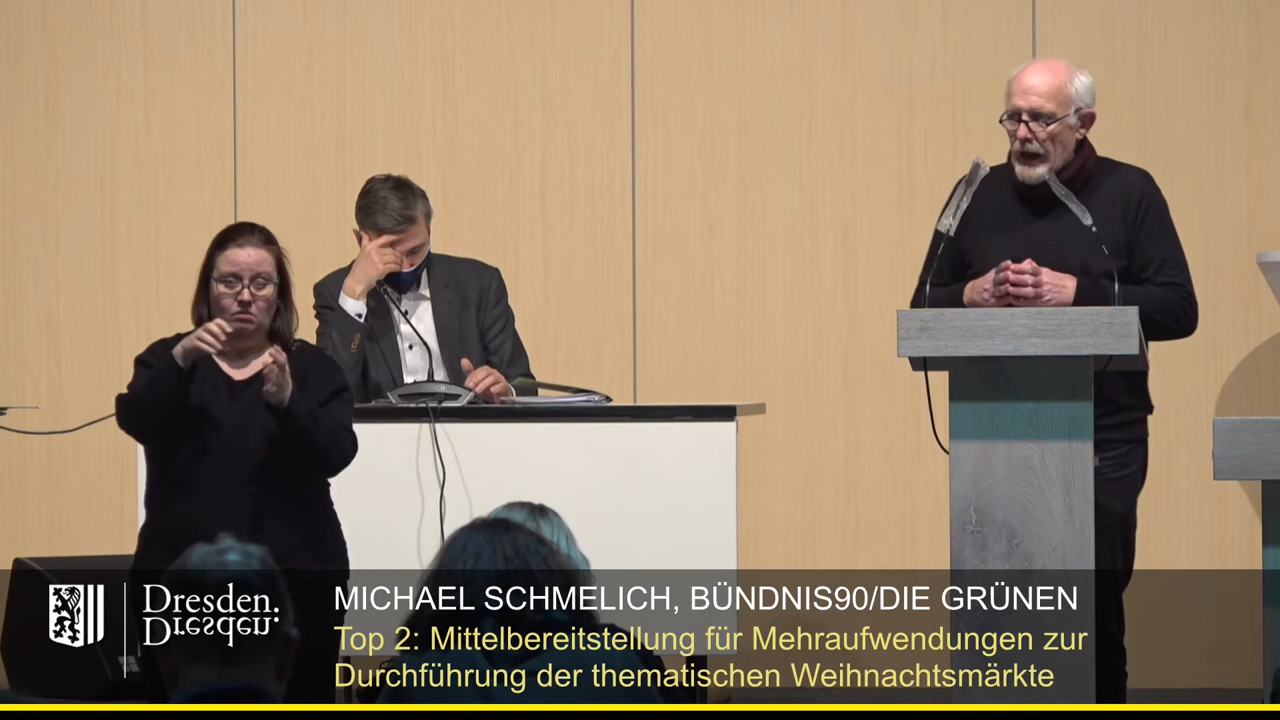 Dresden.
Dresden.
MICHAEL SCHMELICH, BÜNDNIS90/DIE GRÜNEN
Top 2: Mittelbereitstellung für Mehraufwendungen zur
Durchführung der thematischen Weihnachtsmärkte